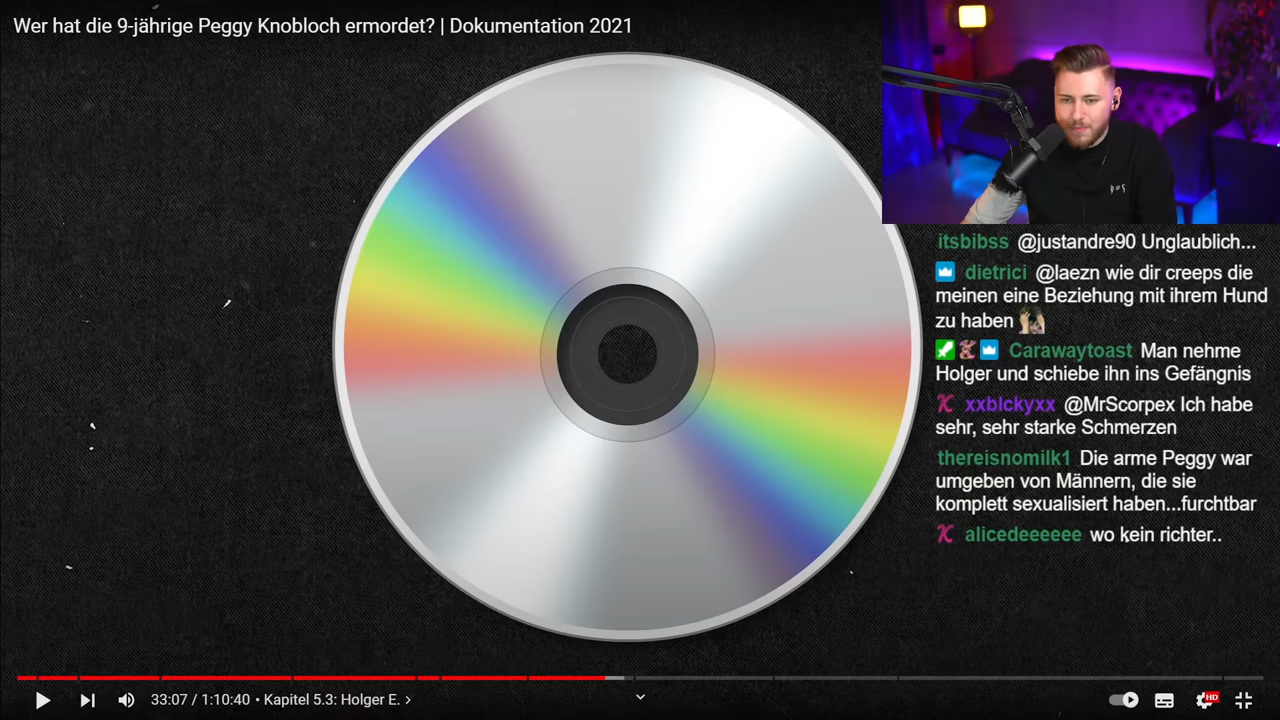 Wer hat die 9-jährige Peggy Knobloch ermordet? | Dokumentation 2021
itsbibss @justandre90 Unglaublich...
dietrici @laezn wie dir creeps die
meinen eine Beziehung mit ihrem Hund
zu haben
Carawaytoast Man nehme
Holger und schiebe ihn ins Gefängnis
xxblckyxx @MrScorpex Ich habe
sehr, sehr starke Schmerzen
thereisnomilk1 Die arme Peggy war
umgeben von Männern, die sie
komplett sexualisiert haben...furchtbar
alicedeeeeee wo kein richter..
33:07 / 1:10:40 • Kapitel 5.3: Holger E. >
HD